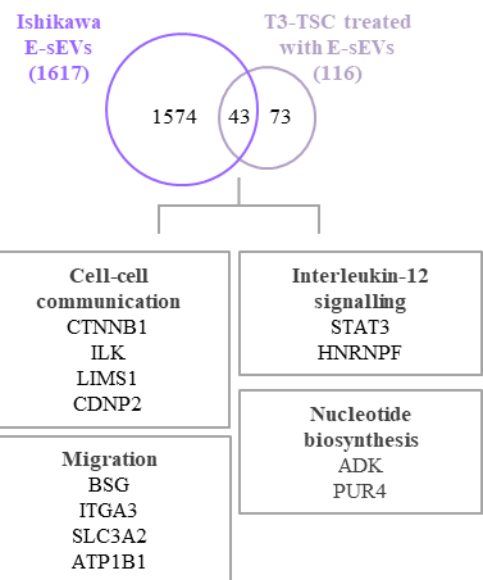 Ishikawa
E-sEVs
(1617)
T3-TSC treated
with E-sEVs
(116)
1574
43
73
Cell-cell
communication
CTNNB1
ILK
LIMS1
CDNP2
Interleukin-12
signalling
STAT3
HNRNPF
Migration
BSG
ITGA3
SLC3A2
ATP1B1
Nucleotide
biosynthesis
ADK
PUR4